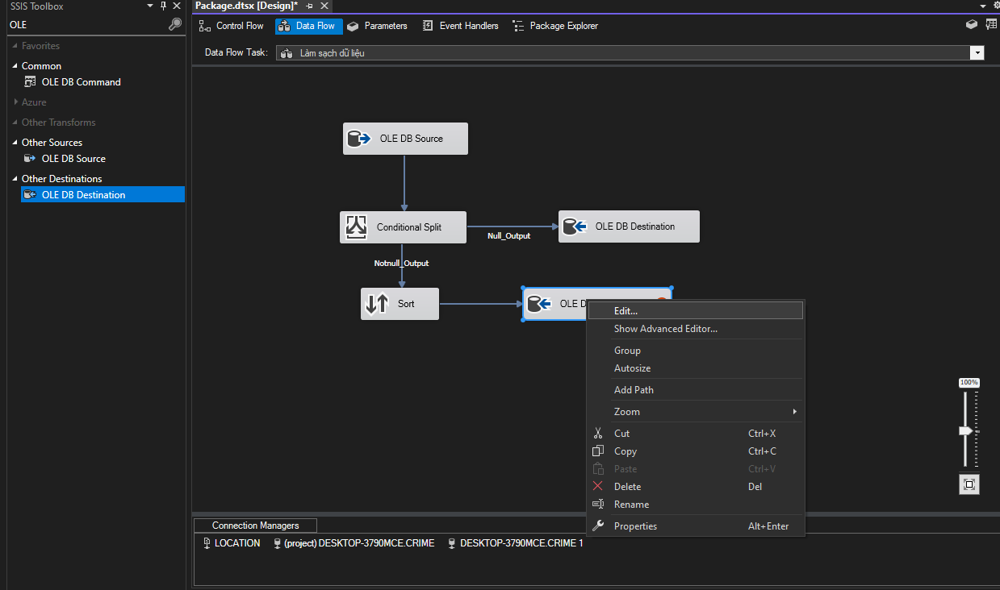 SSIS Toolbox
OLE
Favorites
Common
OLE DB Command
Azure
Other Transforms
Other Sources
OLE DB Source
Other Destinations
OLE DB Destination
Package.dtsx [Design]*
Control Flow
Data Flow
Parameters
Event Handlers
Package Explorer
Data Flow Task:
Làm sạch dữ liệu
OLE DB Source
Conditional Split
Null_Output
OLE DB Destination
Notnull_Output
Sort
OLE D
Edit...
Show Advanced Editor...
Group
Autosize
Add Path
Zoom
Cut Ctrl+X
Copy Ctrl+C
Paste Ctrl+V
Delete Del
Rename
Properties Alt+Enter
100%
Connection Managers
LOCATION
(project) DESKTOP-3790MCE.CRIME
DESKTOP-3790MCE.CRIME 1